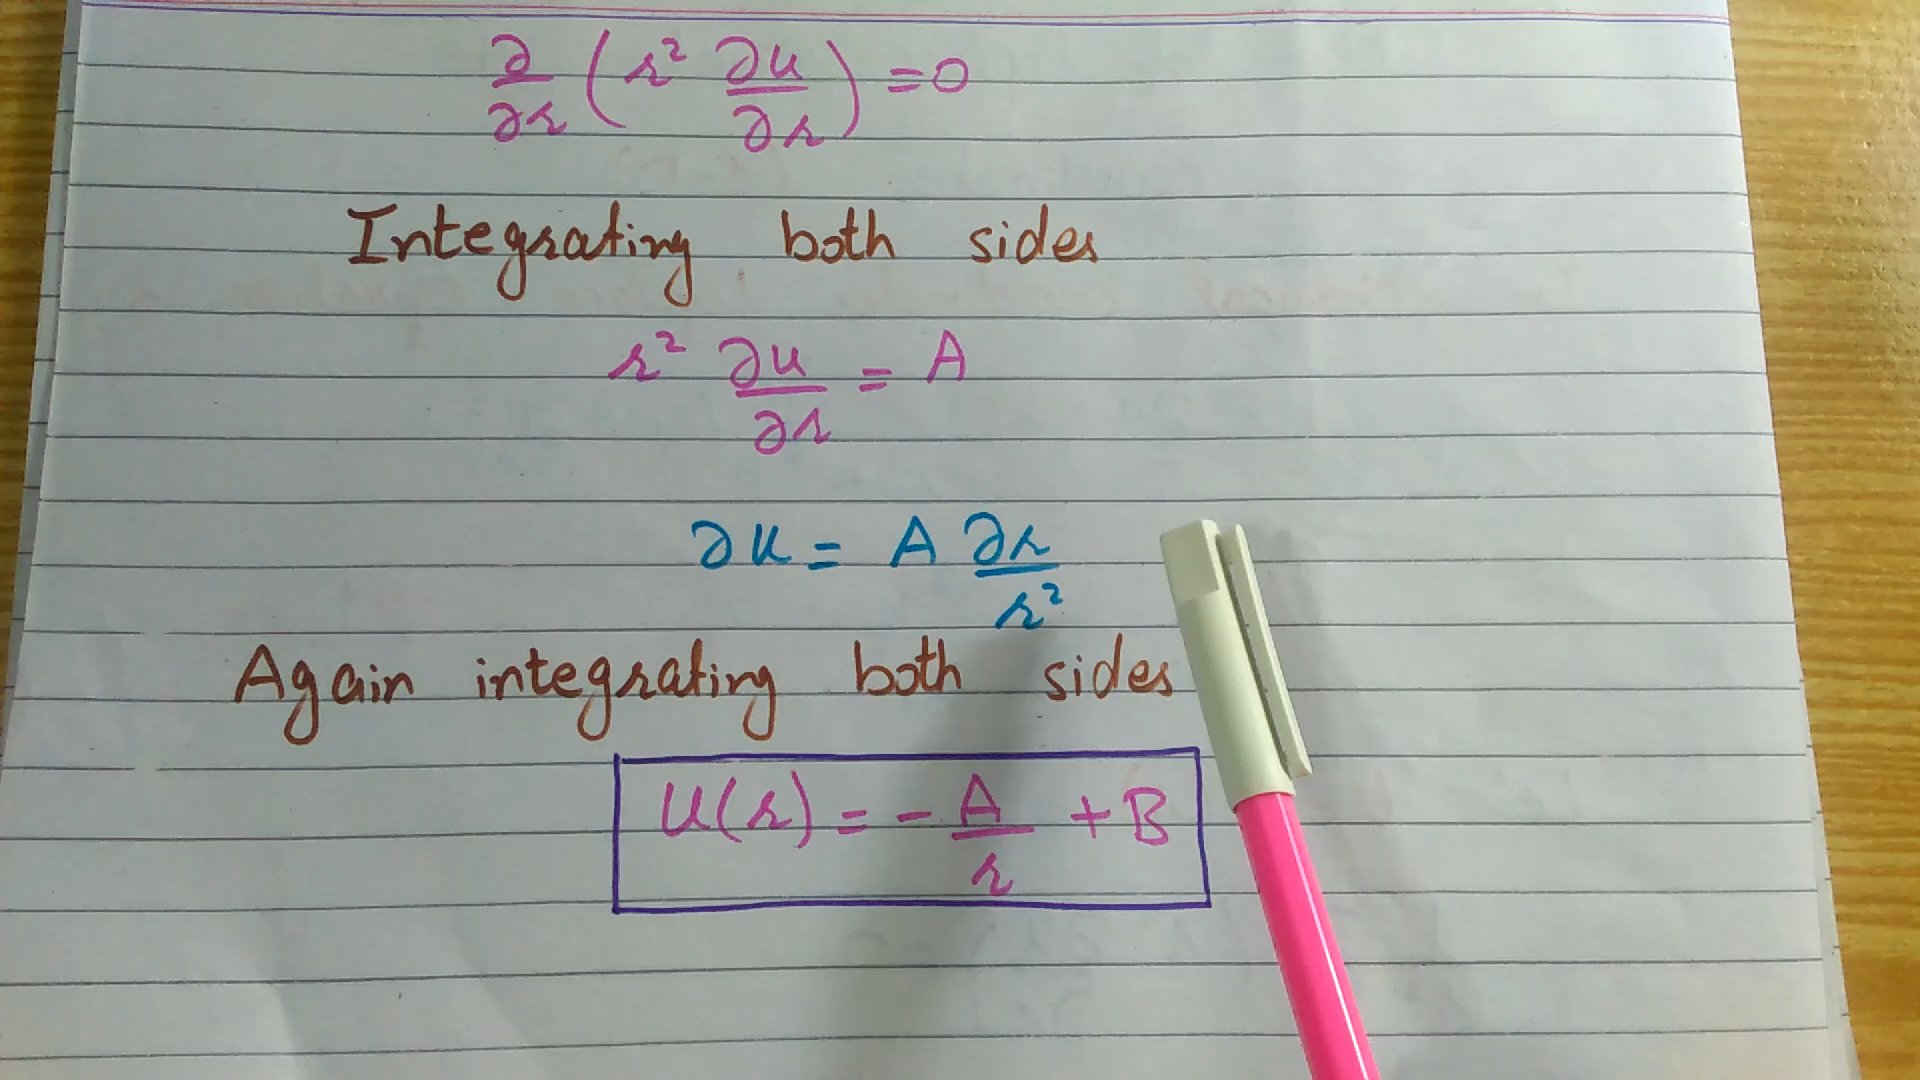 ∂/∂r (r² ∂u/∂r) = 0
Integrating both sides
r² ∂u/∂r = A
∂u = A ∂r/r²
Again integrating both sides
u(r) = - A/r + B